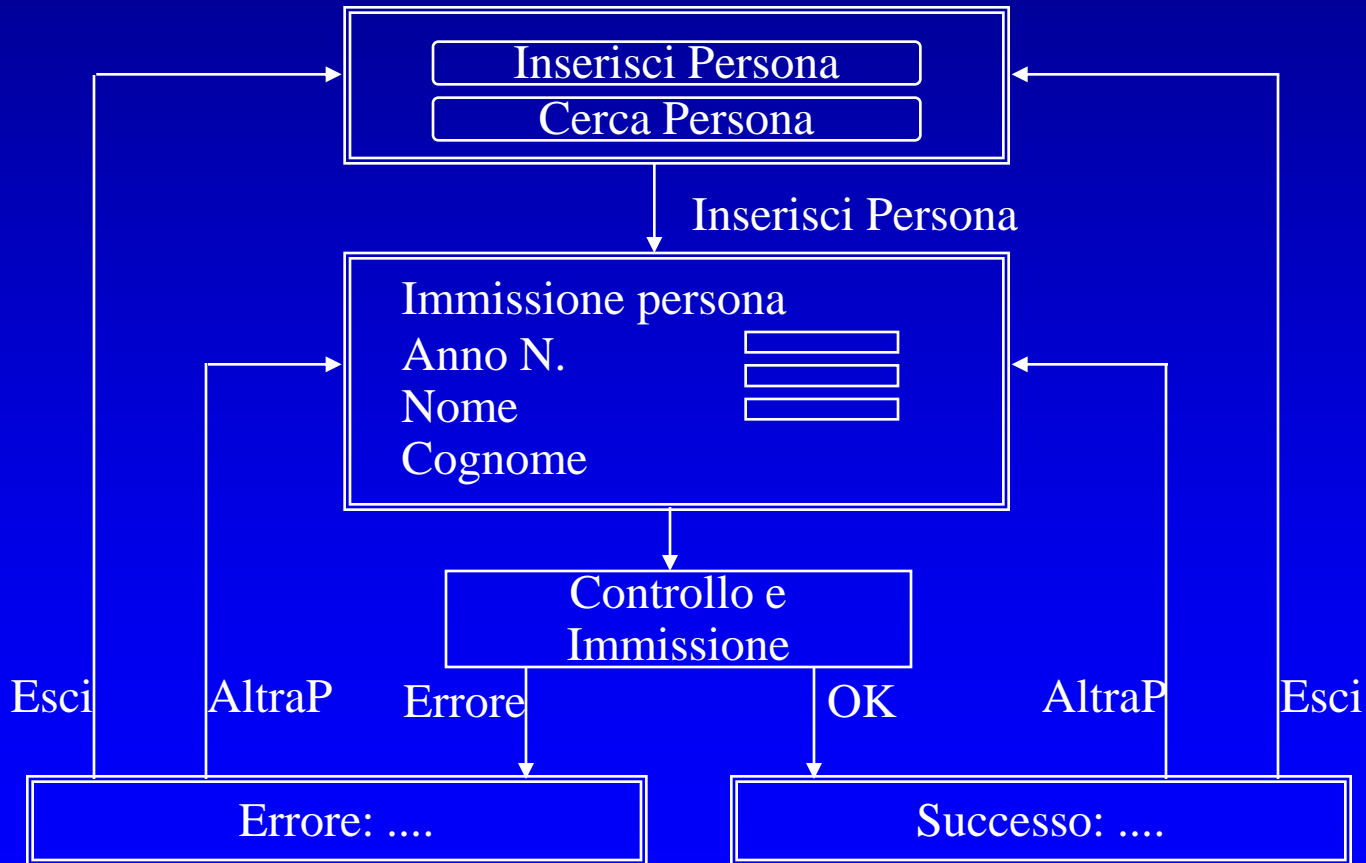 Inserisci Persona
Cerca Persona
Inserisci Persona
Immissione persona
Anno N.
Nome
Cognome
Controllo e
Immissione
Esci
AltraP
Errore
OK
AltraP
Esci
Errore: ....
Successo: ....